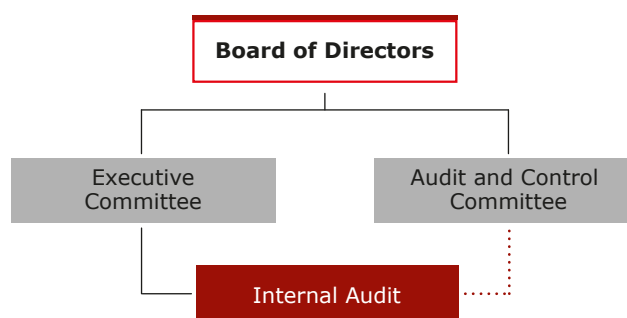 Board of Directors
Executive
Committee
Audit and Control
Committee
Internal Audit